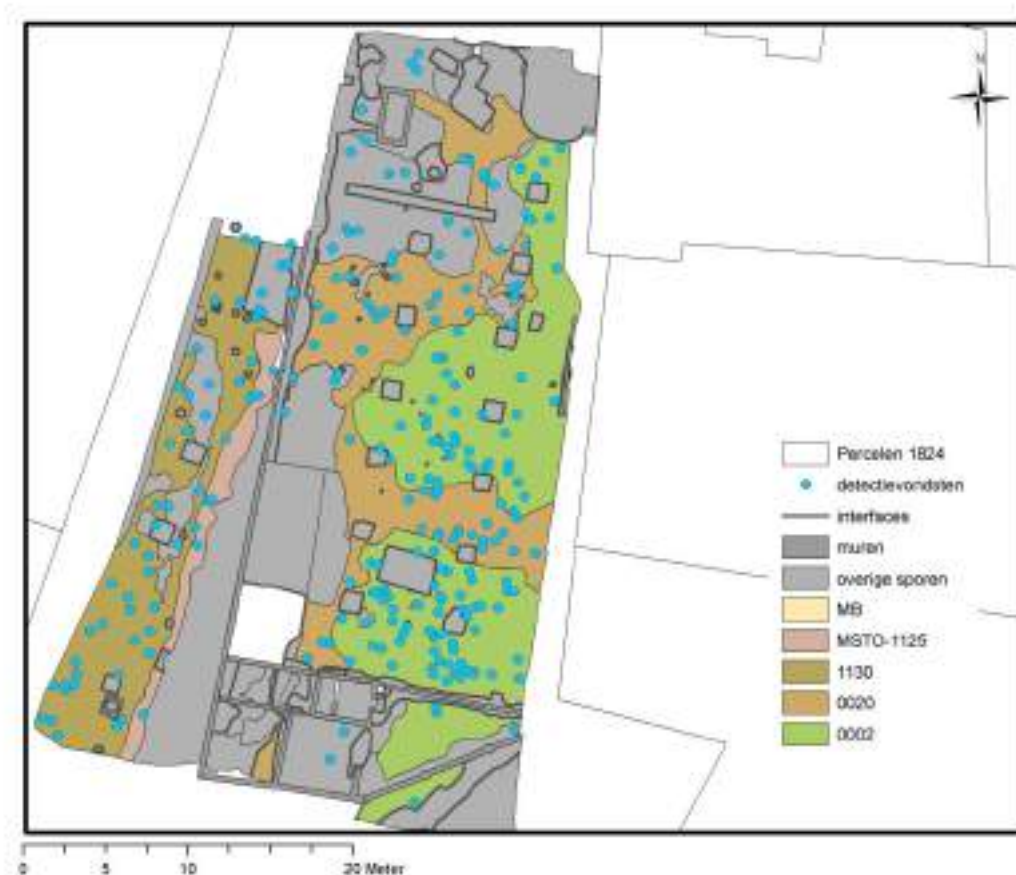 N
Percelen 1824
detectievondsten
interfaces
muren
overige sporen
MB
MSTO-1125
1130
0020
0002
0 5 10 20 Meter